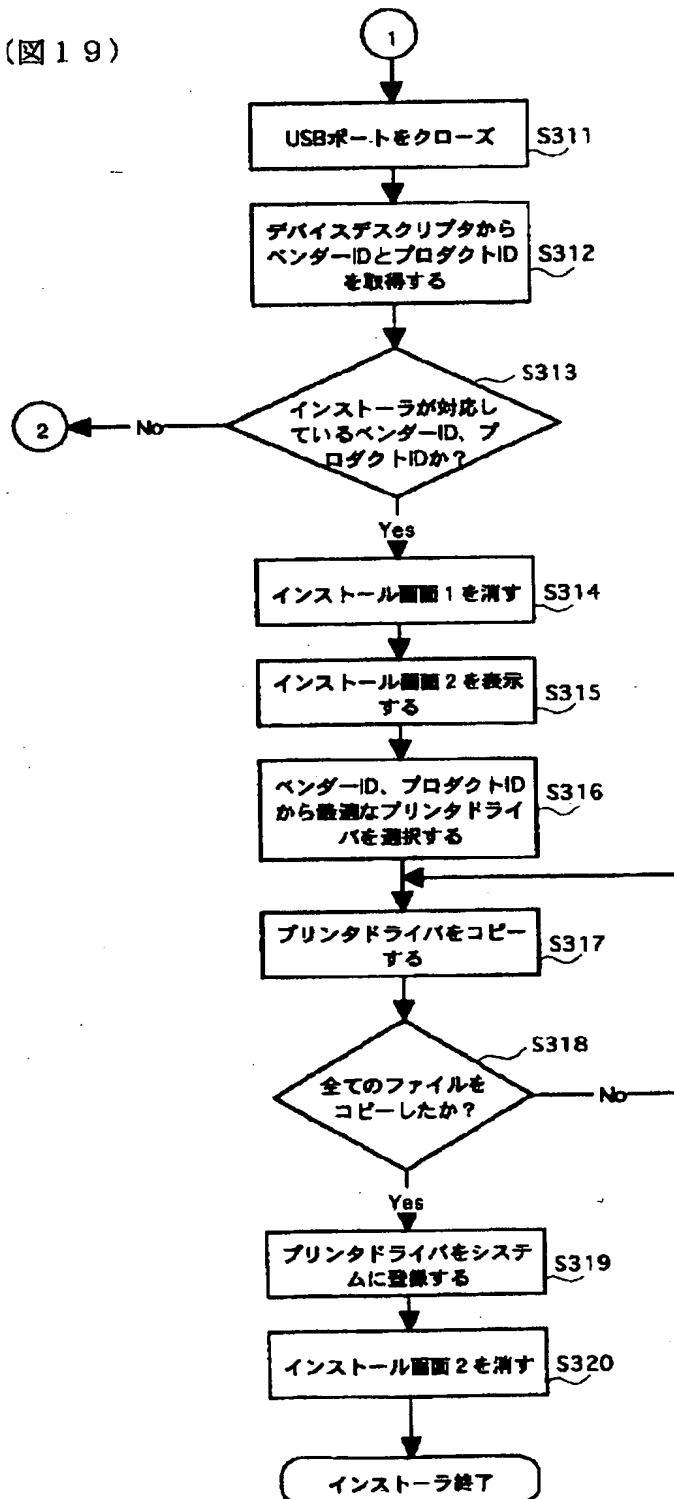 (図19)
1
USBポートをクローズ
S311
デバイスデスクリプタから
ベンダーIDとプロダクトID
を取得する
S312
S313
インストーラが対応し
ているベンダーID、プ
ロダクトIDか?
No
2
Yes
インストール画面1を消す
S314
インストール画面2を表示
する
S315
ベンダーID、プロダクトID
から最適なプリンタドライ
バを選択する
S316
プリンタドライバをコピー
する
S317
S318
全てのファイルを
コピーしたか?
No
Yes
プリンタドライバをシステ
ムに登録する
S319
インストール画面2を消す
S320
インストーラ終了